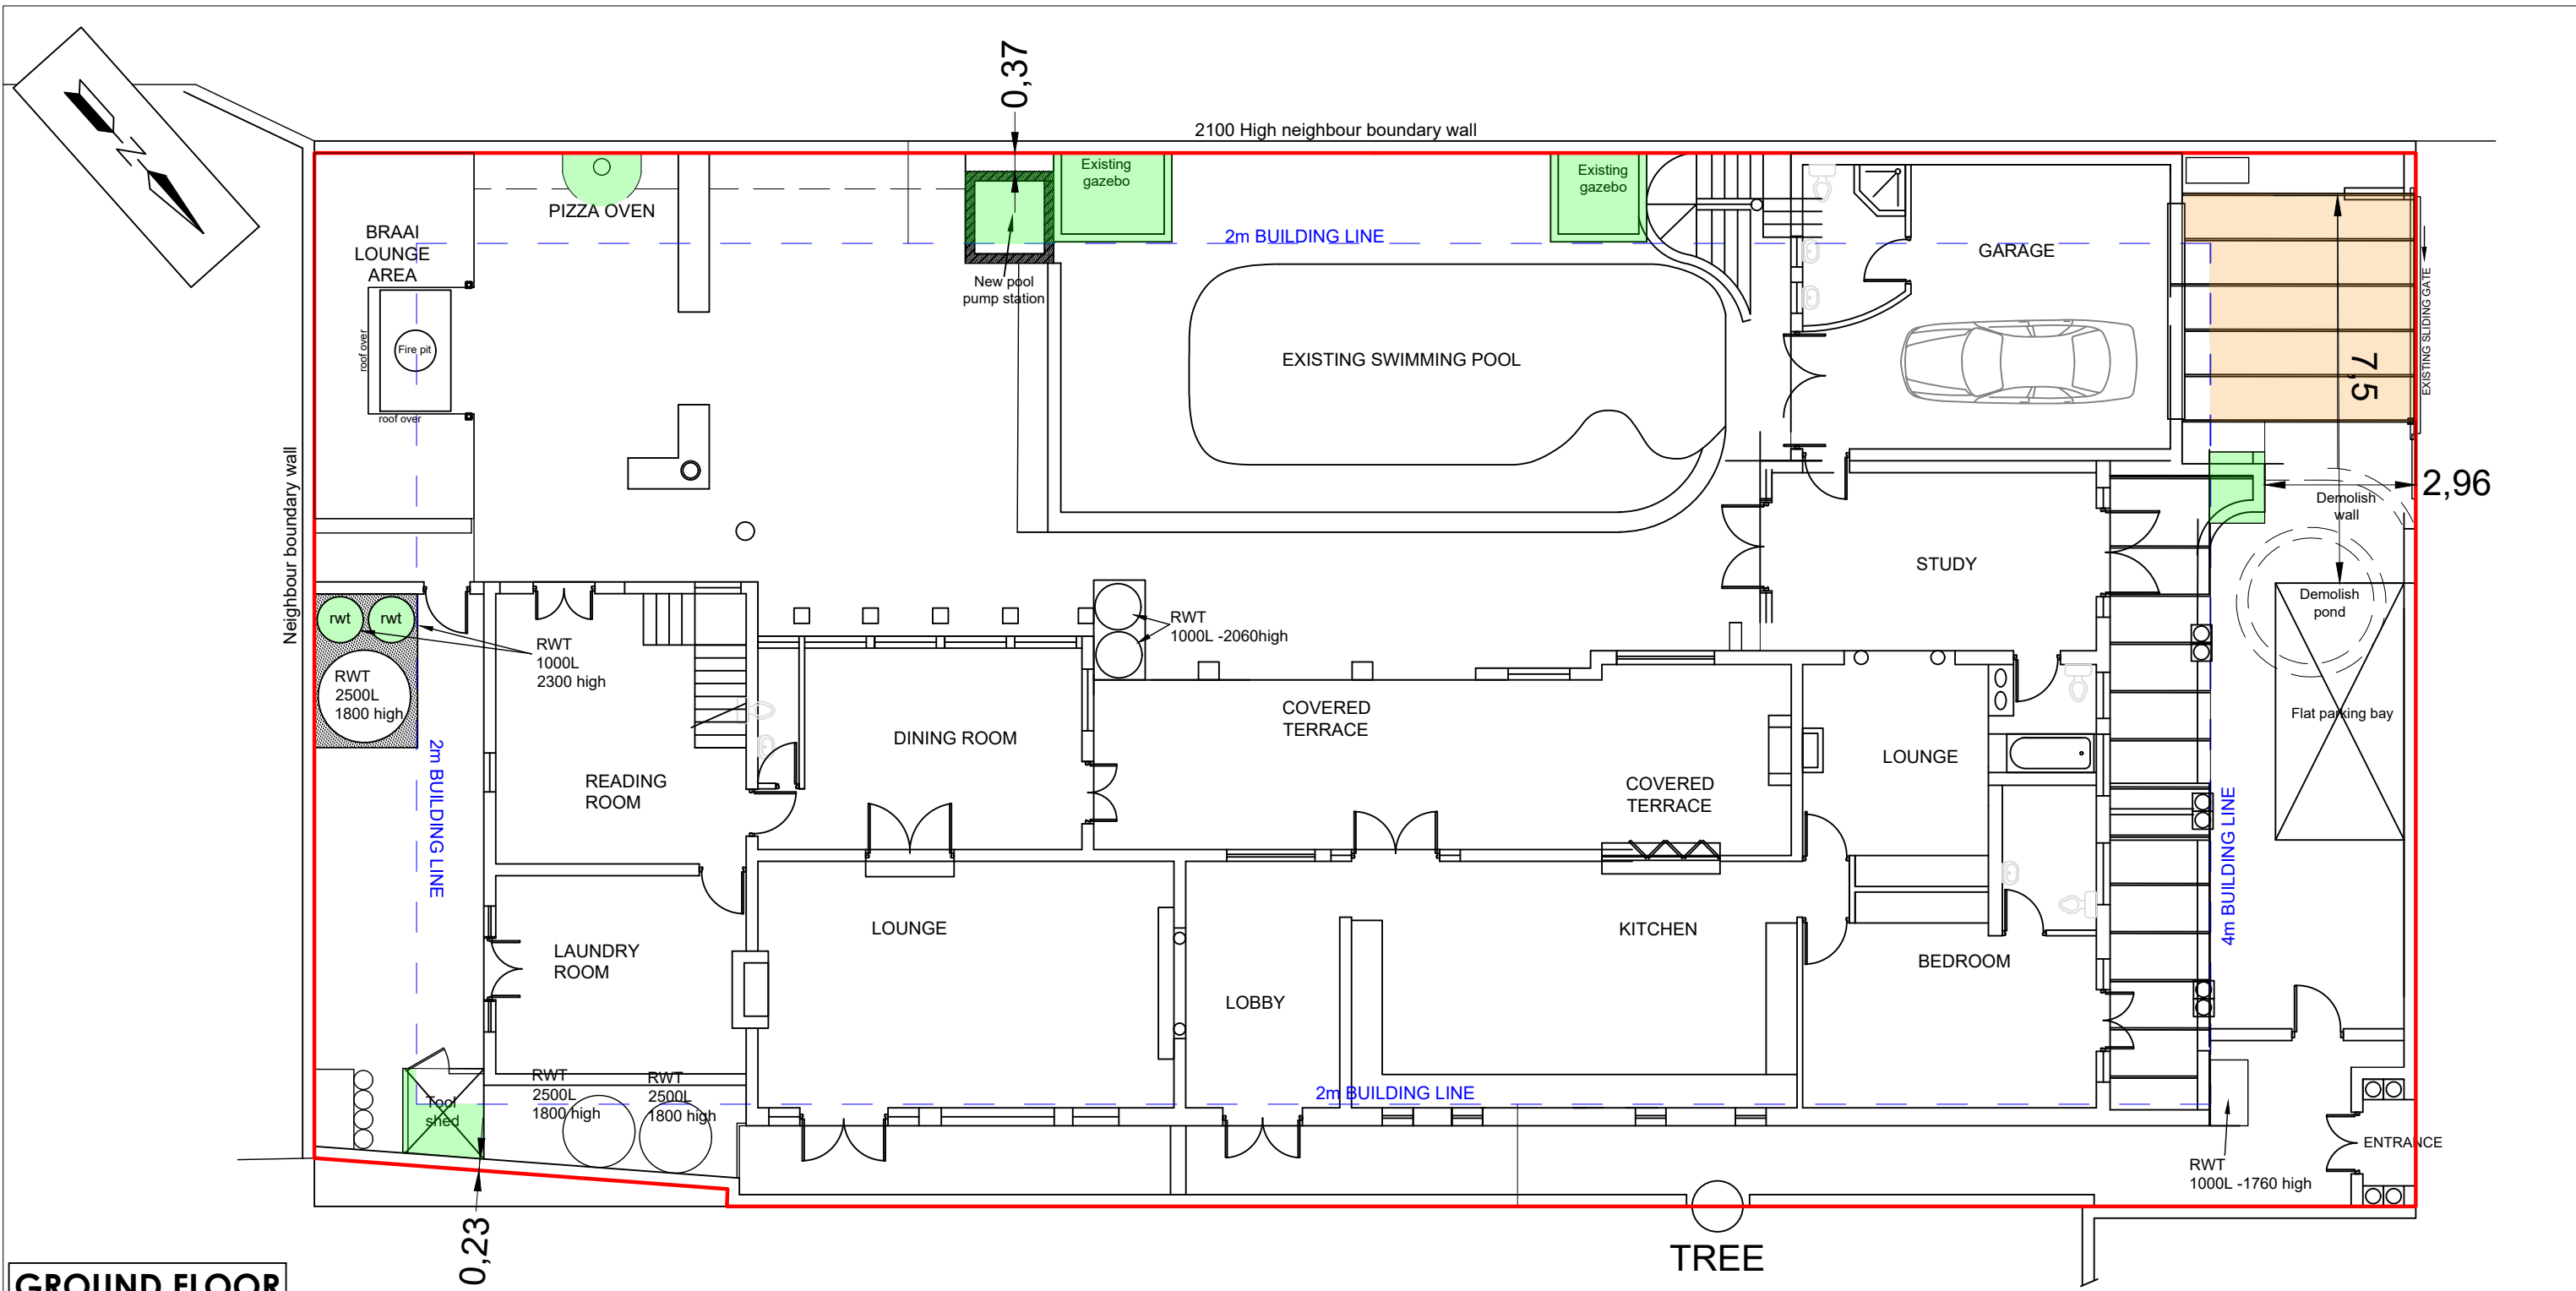 0,37
2100 High neighbour boundary wall
N
Existing
gazebo
Existing
gazebo
PIZZA OVEN
BRAAI
LOUNGE
AREA
2m BUILDING LINE
GARAGE
New pool
pump station
EXISTING SLIDING GATE
roof over
Fire pit
EXISTING SWIMMING POOL
7,5
roof over
Neighbour boundary wall
2,96
Demolish
wall
STUDY
rwt
rwt
Demolish
pond
RWT
1000L -2060high
RWT
1000L
2300 high
RWT
2500L
1800 high
COVERED
TERRACE
Flat parking bay
DINING ROOM
LOUNGE
2m BUILDING LINE
READING
ROOM
COVERED
TERRACE
4m BUILDING LINE
LOUNGE
KITCHEN
LAUNDRY
ROOM
BEDROOM
LOBBY
RWT
2500L
1800 high
RWT
2500L
1800 high
2m BUILDING LINE
Tool
shed
ENTRANCE
RWT
1000L -1760 high
0,23
TREE
GROUND FLOOR